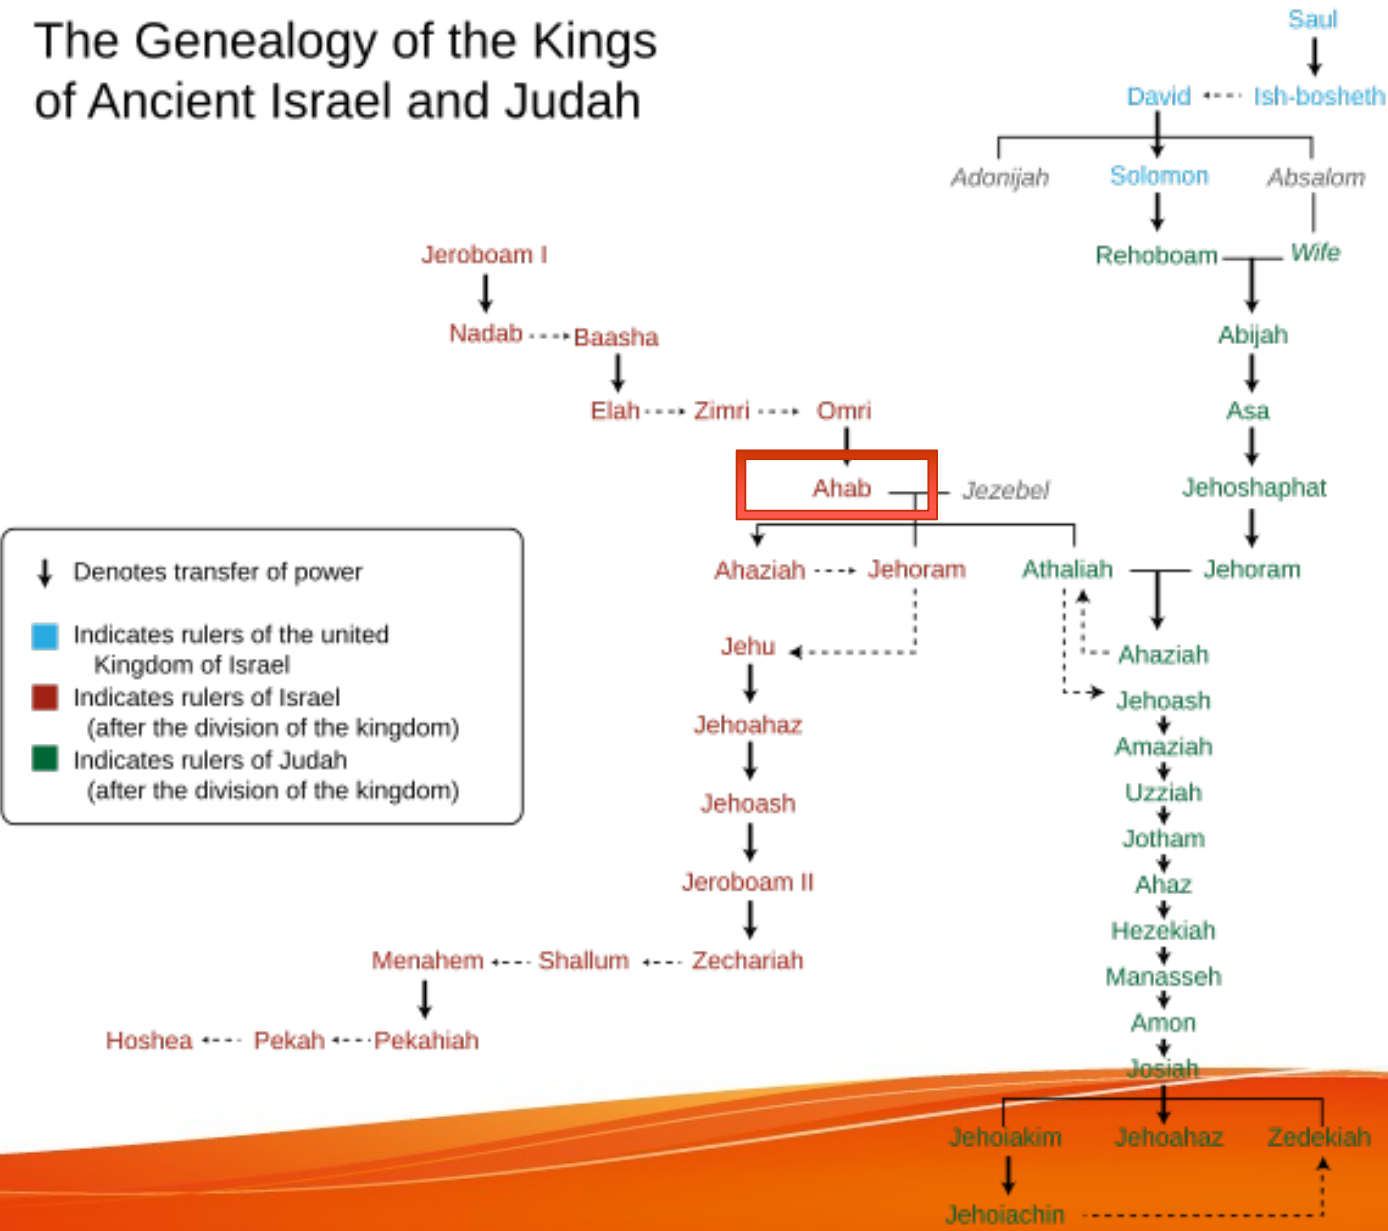 The Genealogy of the Kings
of Ancient Israel and Judah
Saul
David Ish-bosheth
Adonijah Solomon Absalom
Jeroboam I Rehoboam Wife
Nadab Baasha Abijah
Elah Zimri Omri Asa
Ahab Jezebel Jehoshaphat
Ahaziah Jehoram Athaliah Jehoram
Jehu Ahaziah
Jehoash
Jehoahaz Amaziah
Uzziah
Jehoash
Jotham
Jeroboam II Ahaz
Hezekiah
Menahem Shallum Zechariah Manasseh
Amon
Hoshea Pekah Pekahiah
Josiah
Jehoiakim Jehoahaz Zedekiah
Jehoiachin
Denotes transfer of power
Indicates rulers of the united
Kingdom of Israel
Indicates rulers of Israel
(after the division of the kingdom)
Indicates rulers of Judah
(after the division of the kingdom)